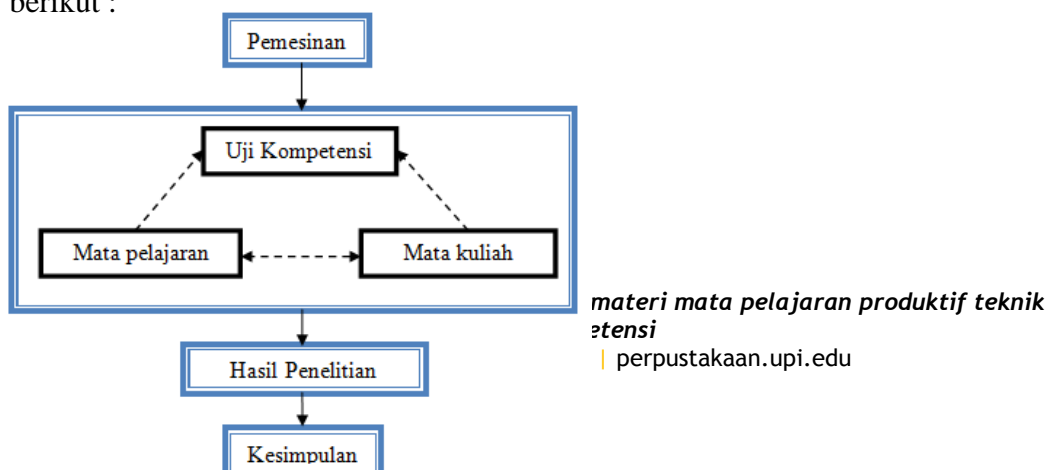 berikut :
Pemesinan
Uji Kompetensi
Mata pelajaran
Mata kuliah
materi mata pelajaran produktif teknik
etensi
| perpustakaan.upi.edu
Hasil Penelitian
Kesimpulan